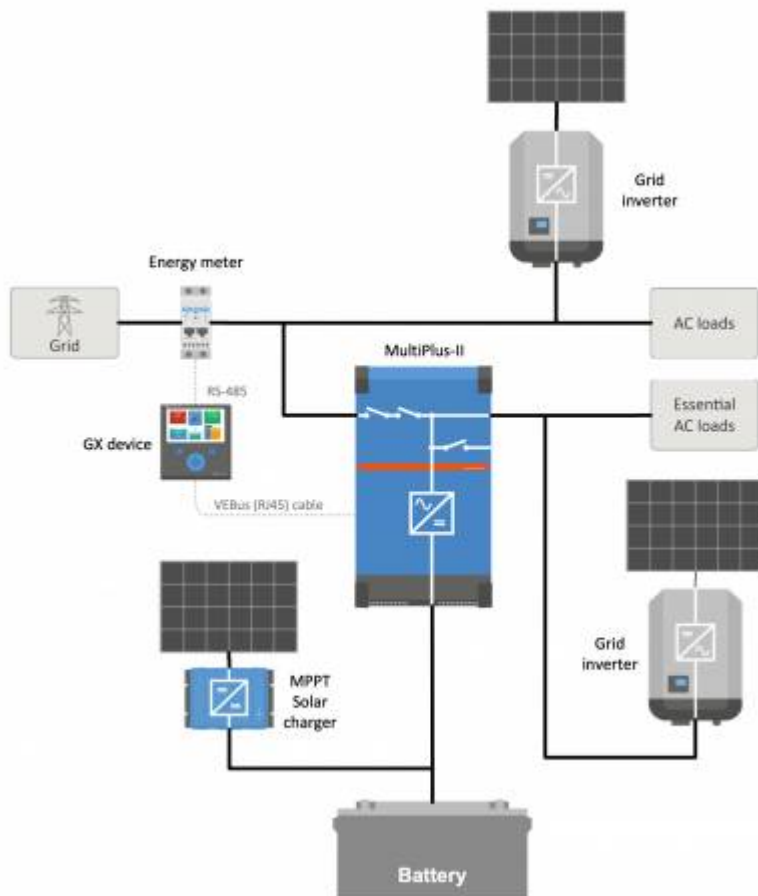 Grid
inverter
Energy meter
Grid
AC loads
MultiPlus-II
RS-485
Essential
AC loads
GX device
VEBus (RJ45) cable
MPPT
Solar
charger
Grid
inverter
Battery